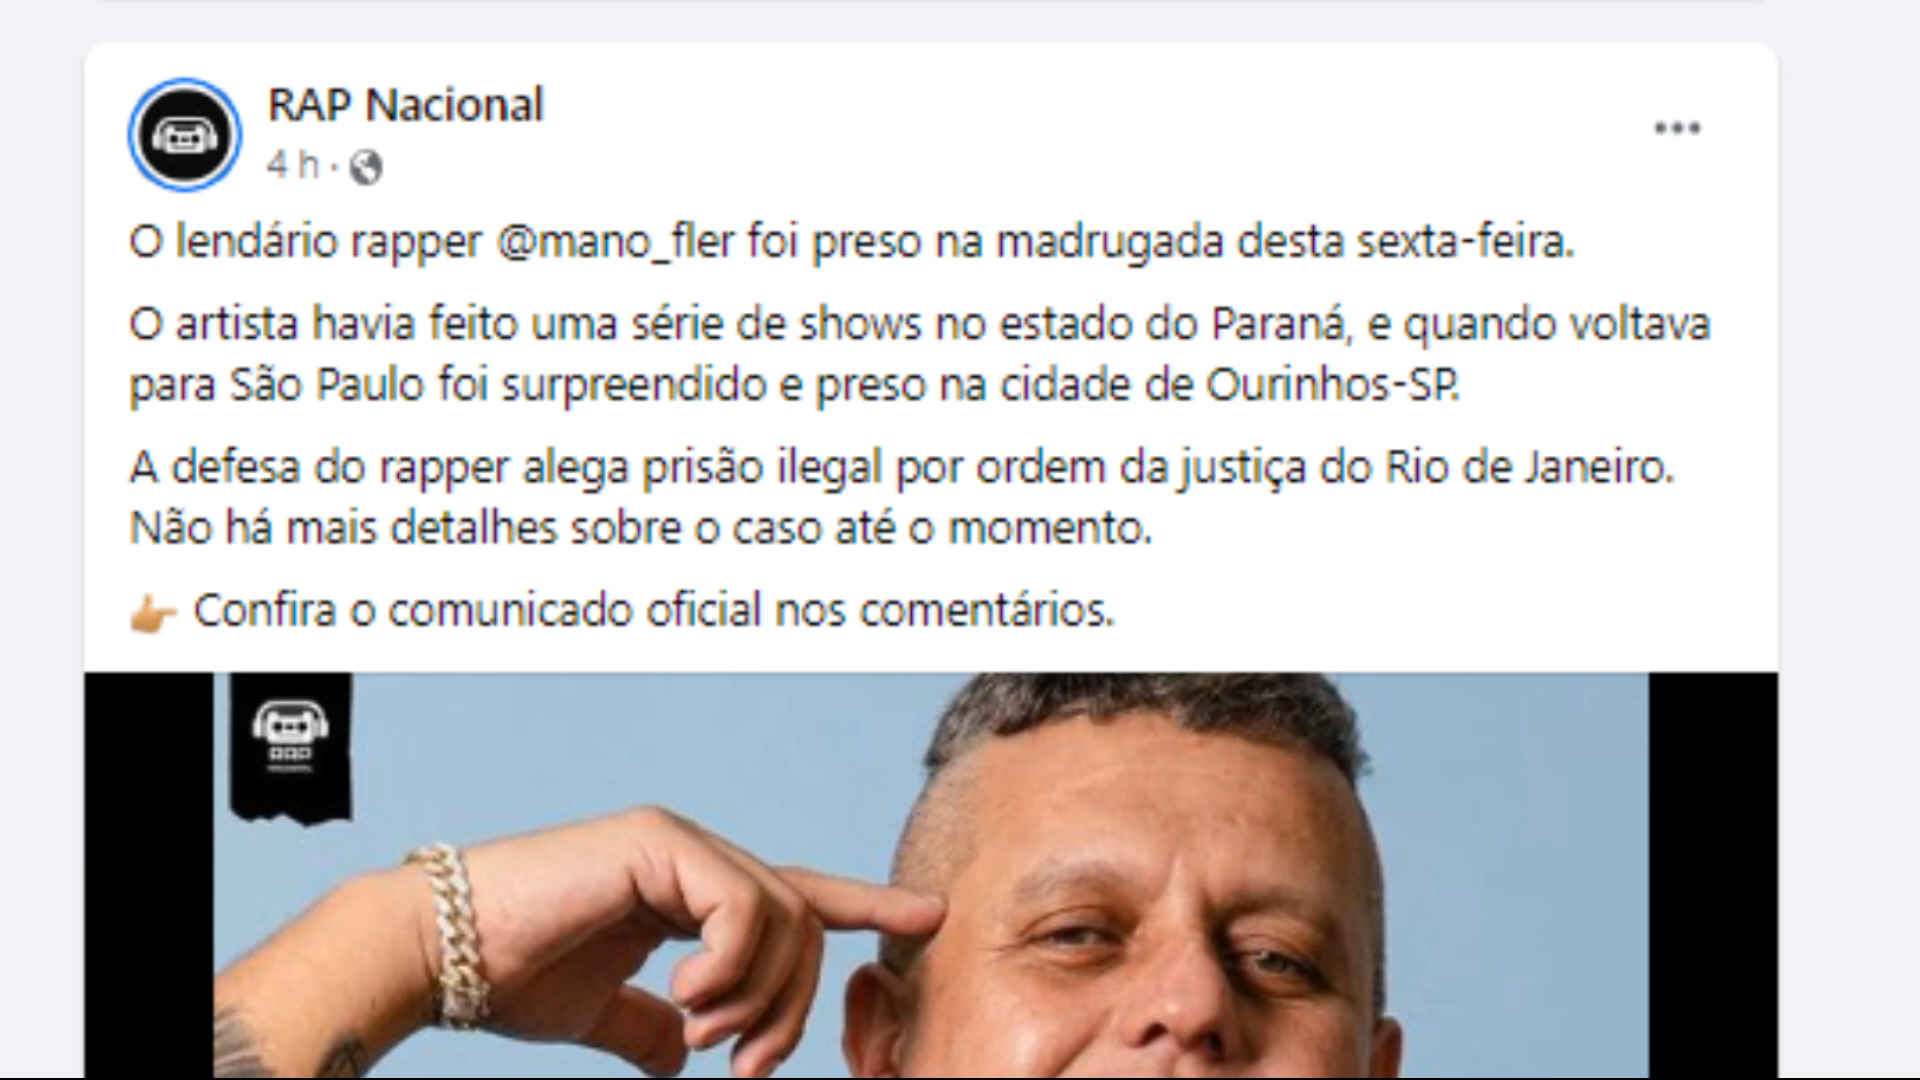 RAP Nacional
4 h ·
O lendário rapper @mano_fler foi preso na madrugada desta sexta-feira.
O artista havia feito uma série de shows no estado do Paraná, e quando voltava
para São Paulo foi surpreendido e preso na cidade de Ourinhos-SP.
A defesa do rapper alega prisão ilegal por ordem da justiça do Rio de Janeiro.
Não há mais detalhes sobre o caso até o momento.
👉🏽 Confira o comunicado oficial nos comentários.
RAP